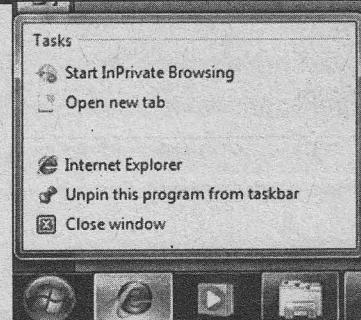 Tasks
Start InPrivate Browsing
Open new tab
Internet Explorer
Unpin this program from taskbar
Close window